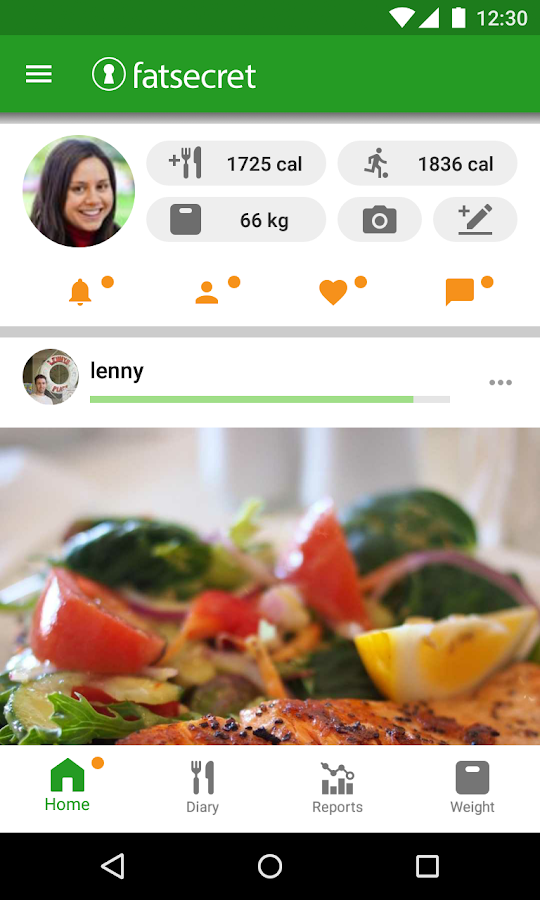 12:30
fatsecret
1725 cal
1836 cal
66 kg
lenny
Home
Diary
Reports
Weight